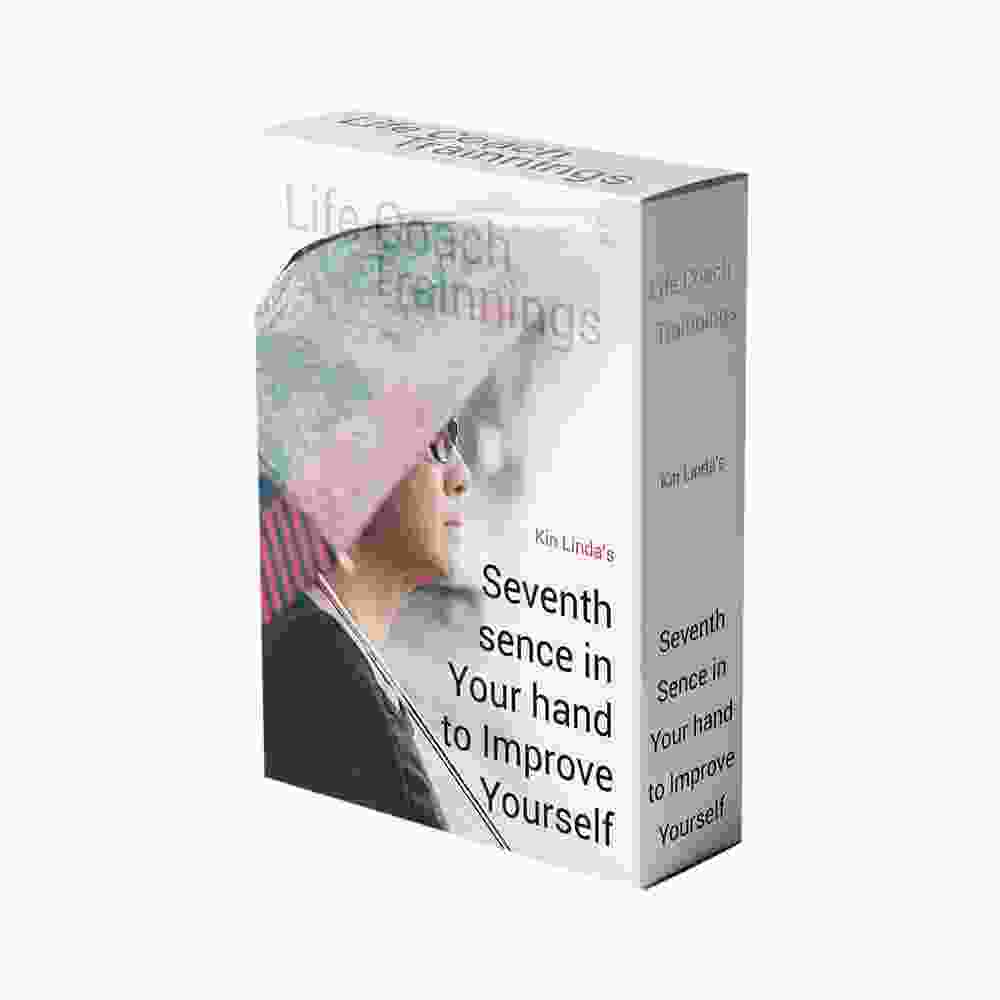 Life Coach
Trainnings
Life Coach
Trainnings
Kin Linda's
Seventh
sence in
Your hand
to Improve
Yourself
Life Coach
Trainnings
Kin Linda's
Seventh
Sence in
Your hand
to Improve
Yourself